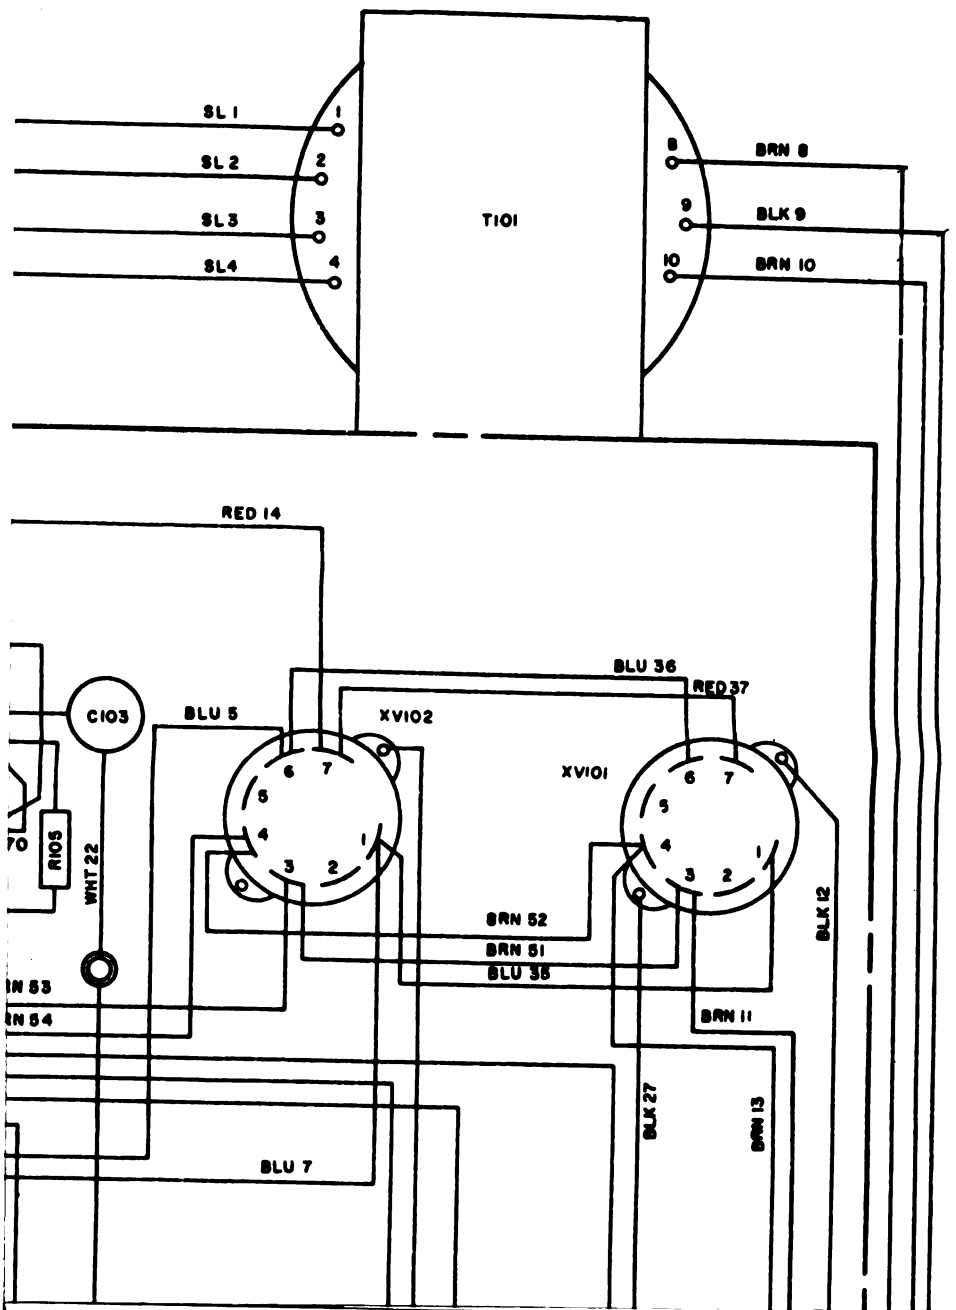 SL 1
1
SL 2
2
SL 3
3
SL4
4
T101
8
BRN 8
9
BLK 9
10
BRN 10
RED 14
BLU 36
RED 37
C103
BLU 5
XV102
XV101
6
7
5
4
3
2
1
6
7
5
4
3
2
1
70
R105
WHT 22
BRN 52
BRN 51
BLU 35
BLK 12
BRN 11
RN 53
RN 54
BLK 27
BRN 13
BLU 7